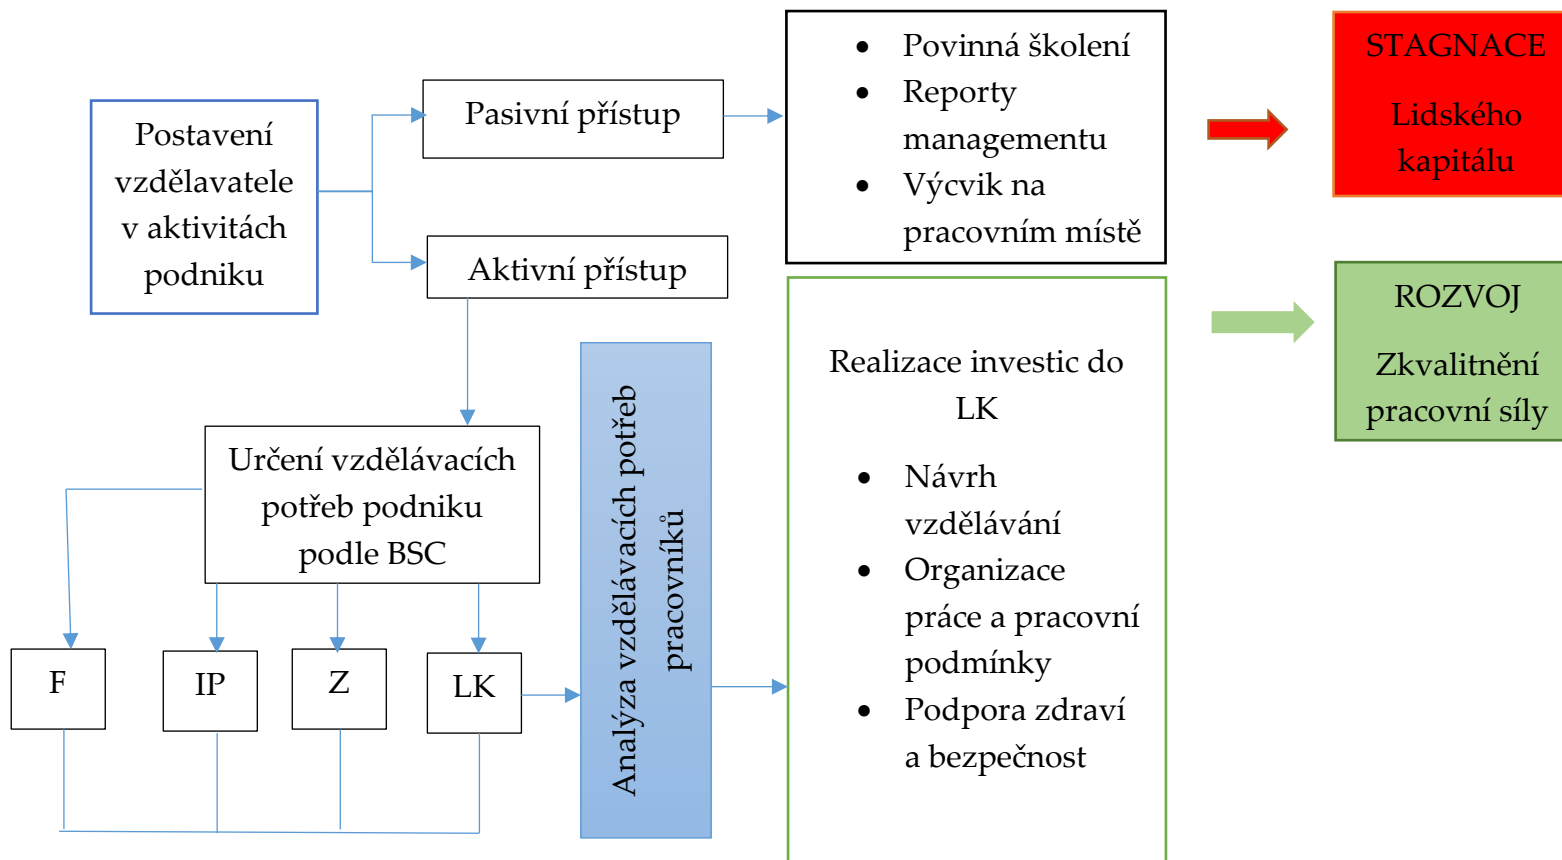 Postavení
vzdělavatele
v aktivitách
podniku
Pasivní přístup
Aktivní přístup
• Povinná školení
• Reporty
managementu
• Výcvik na
pracovním místě
STAGNACE
Lidského
kapitálu
Určení vzdělávacích
potřeb podniku
podle BSC
F
IP
Z
LK
Analýza vzdělávacích potřeb
pracovníků
Realizace investic do
LK
• Návrh
vzdělávání
• Organizace
práce a pracovní
podmínky
• Podpora zdraví
a bezpečnost
ROZVOJ
Zkvalitnění
pracovní síly